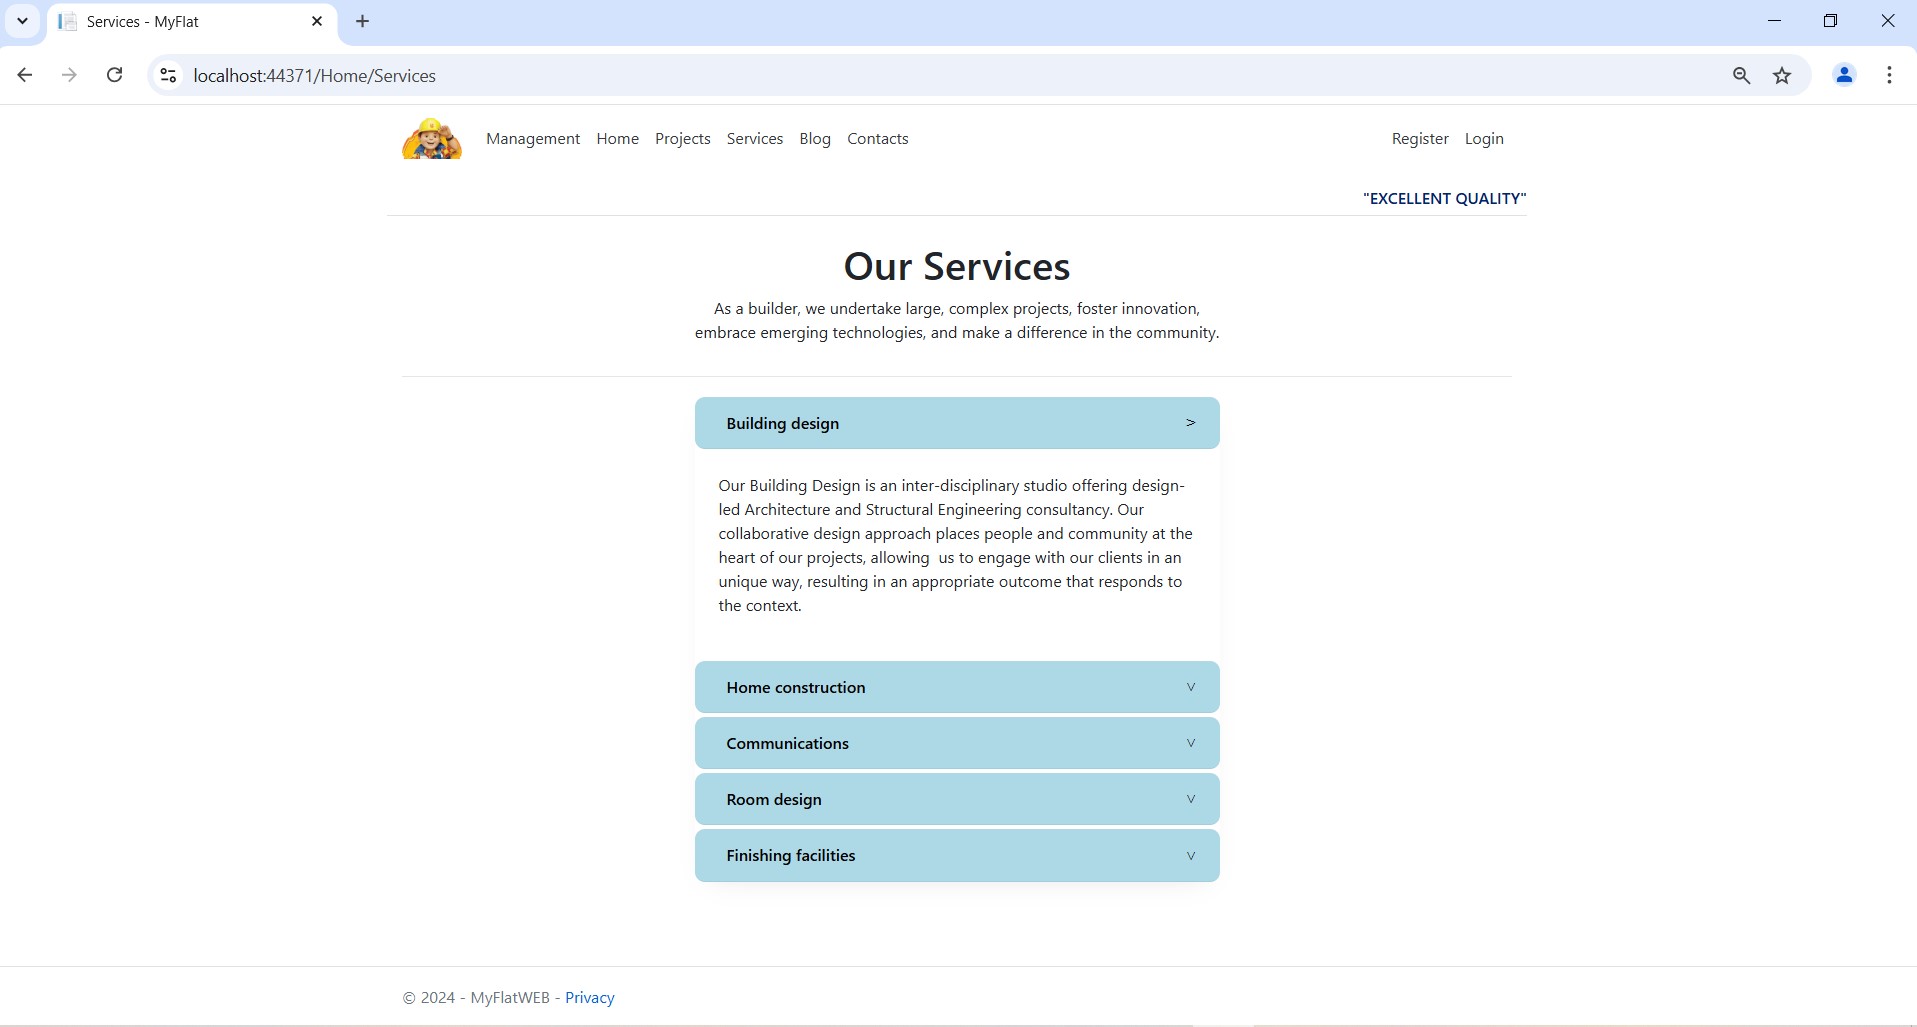 Services - MyFlat
localhost:44371/Home/Services
Management Home Projects Services Blog Contacts Register Login
"EXCELLENT QUALITY"
Our Services
As a builder, we undertake large, complex projects, foster innovation,
embrace emerging technologies, and make a difference in the community.
Building design >
Our Building Design is an inter-disciplinary studio offering design-
led Architecture and Structural Engineering consultancy. Our
collaborative design approach places people and community at the
heart of our projects, allowing  us to engage with our clients in an
unique way, resulting in an appropriate outcome that responds to
the context.
Home construction v
Communications v
Room design v
Finishing facilities v
© 2024 - MyFlatWEB - Privacy